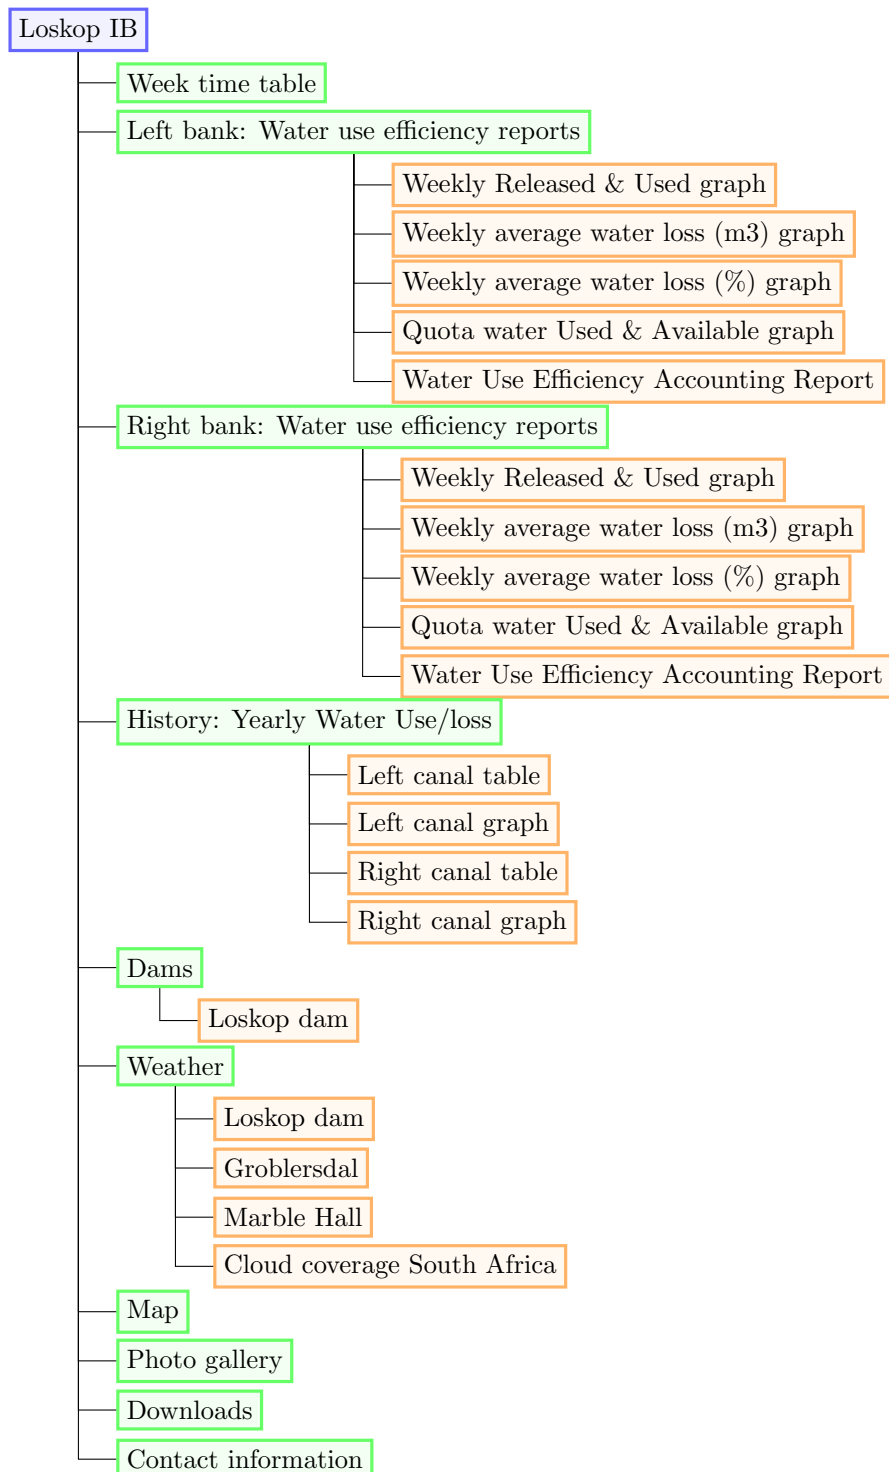 Loskop IB
Week time table
Left bank: Water use efficiency reports
Weekly Released & Used graph
Weekly average water loss (m3) graph
Weekly average water loss (%) graph
Quota water Used & Available graph
Water Use Efficiency Accounting Report
Right bank: Water use efficiency reports
Weekly Released & Used graph
Weekly average water loss (m3) graph
Weekly average water loss (%) graph
Quota water Used & Available graph
Water Use Efficiency Accounting Report
History: Yearly Water Use/loss
Left canal table
Left canal graph
Right canal table
Right canal graph
Dams
Loskop dam
Weather
Loskop dam
Groblersdal
Marble Hall
Cloud coverage South Africa
Map
Photo gallery
Downloads
Contact information